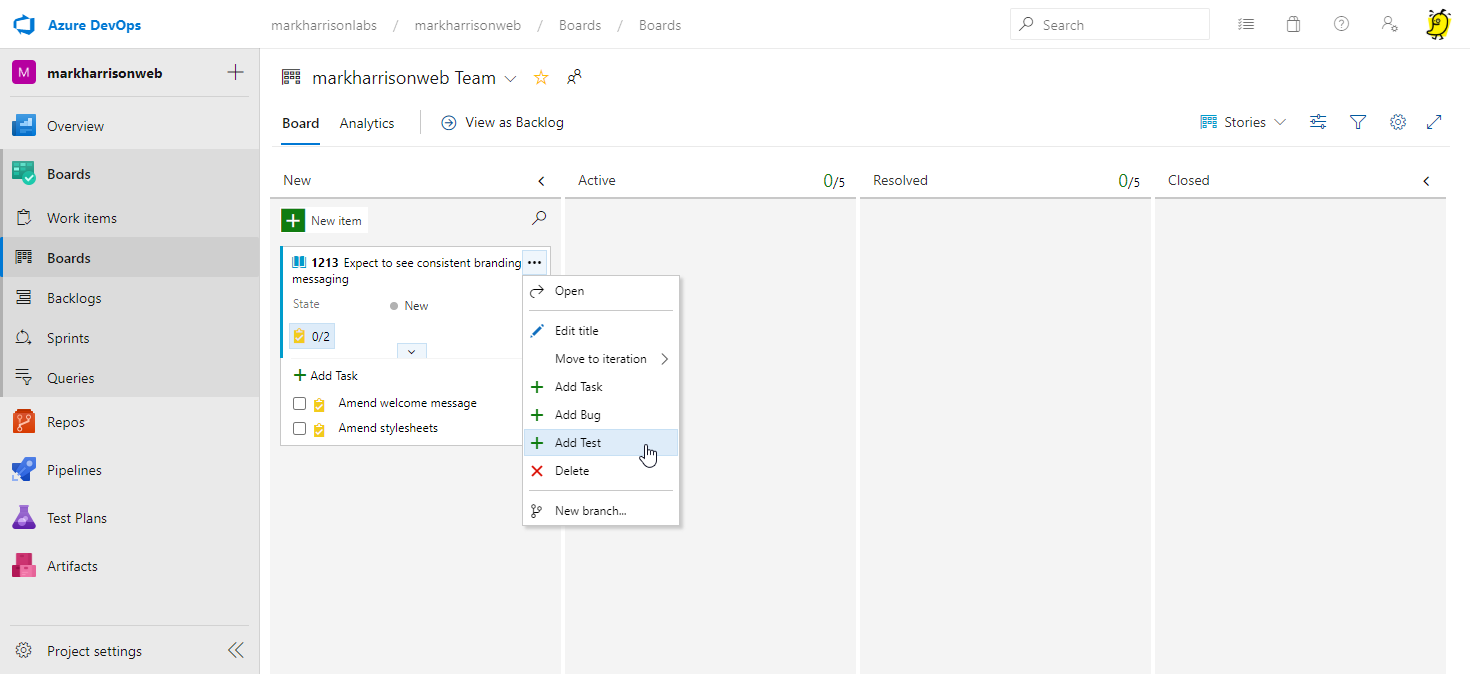 Azure DevOps
markharrisonlabs / markharrisonweb / Boards / Boards
Search
M markharrisonweb
Overview
Boards
Work items
Boards
Backlogs
Sprints
Queries
Repos
Pipelines
Test Plans
Artifacts
Project settings
markharrisonweb Team
Board Analytics View as Backlog
Stories
New
Active 0/5
Resolved 0/5
Closed
New item
1213 Expect to see consistent branding
messaging
State New
0/2
Add Task
Amend welcome message
Amend stylesheets
Open
Edit title
Move to iteration
Add Task
Add Bug
Add Test
Delete
New branch...